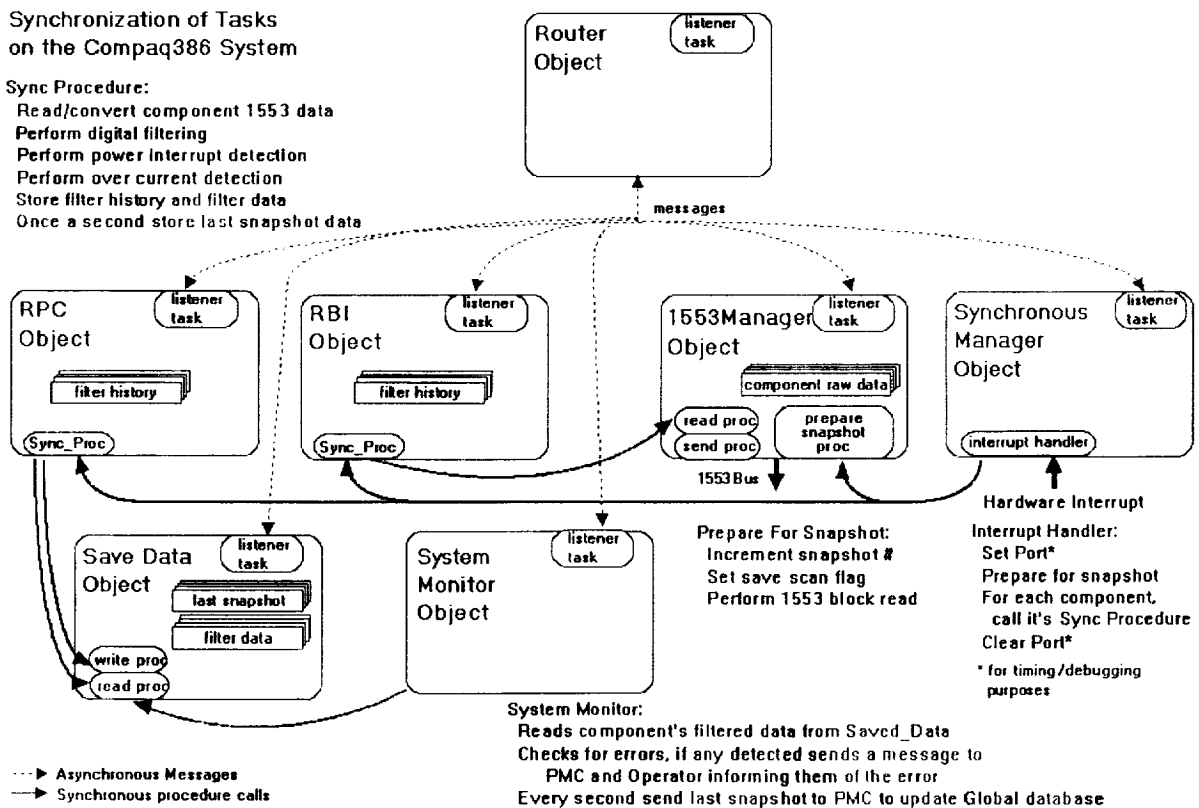 Synchronization of Tasks
on the Compaq386 System
Sync Procedure:
Read/convert component 1553 data
Perform digital filtering
Perform power interrupt detection
Perform over current detection
Store filter history and filter data
Once a second store last snapshot data
Router
Object
listener
task
messages
RPC
Object
listener
task
filter history
Sync_Proc
RBI
Object
listener
task
filter history
Sync_Proc
1553Manager
Object
listener
task
component raw data
read proc
send proc
prepare
snapshot
proc
1553Bus
Synchronous
Manager
Object
listener
task
interrupt handler
Hardware Interrupt
Save Data
Object
listener
task
last snapshot
filter data
write proc
read proc
System
Monitor
Object
listener
task
Prepare For Snapshot:
Increment snapshot #
Set save scan flag
Perform 1553 block read
Interrupt Handler:
Set Port*
Prepare for snapshot
For each component,
call it's Sync Procedure
Clear Port*
* for timing/debugging
purposes
System Monitor:
Reads component's filtered data from Saved_Data
Checks for errors, if any detected sends a message to
PMC and Operator informing them of the error
Every second send last snapshot to PMC to update Global database
Asynchronous Messages
Synchronous procedure calls